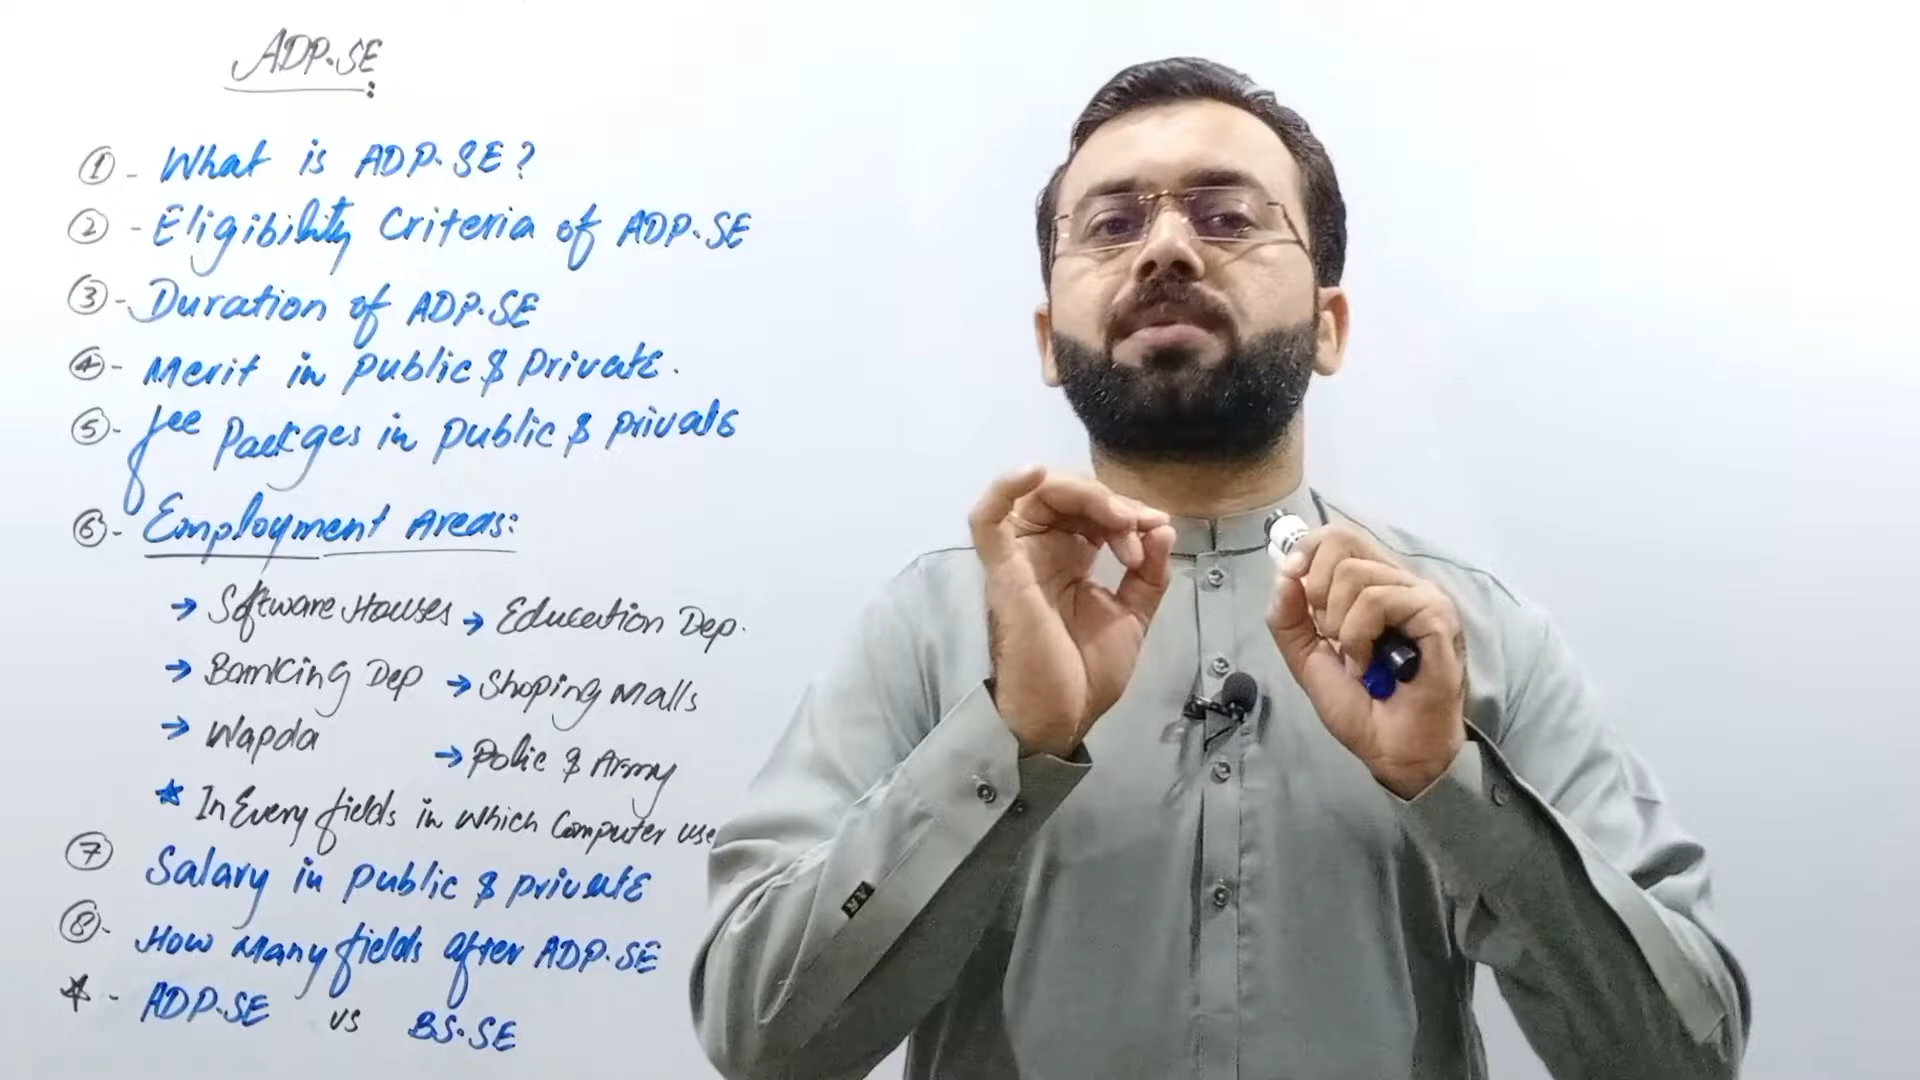 ADP.SE :
① - What is ADP.SE?
② - Eligibility Criteria of ADP.SE
③ - Duration of ADP.SE
④ - Merit in Public & Private.
⑤ - fee Packges in Public & private
⑥ - Employment Areas:
→ Software Houses → Education Dep.
→ Banking Dep → Shoping Malls
→ Wapda → Polic & Army
★ In Every fields in which Computer use
⑦ Salary in Public & private
⑧ - How Many fields after ADP.SE
★ - ADP.SE vs BS.SE
A.R